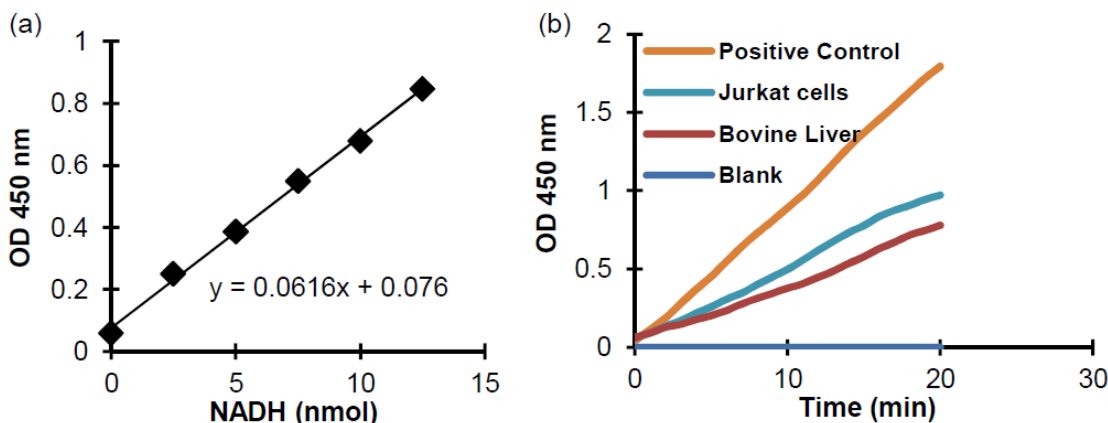 (a)
OD 450 nm
1
0.8
0.6
0.4
0.2
0
y = 0.0616x + 0.076
0 5 10 15
NADH (nmol)
(b)
OD 450 nm
2
1.5
1
0.5
0
Positive Control
Jurkat cells
Bovine Liver
Blank
0 10 20 30
Time (min)